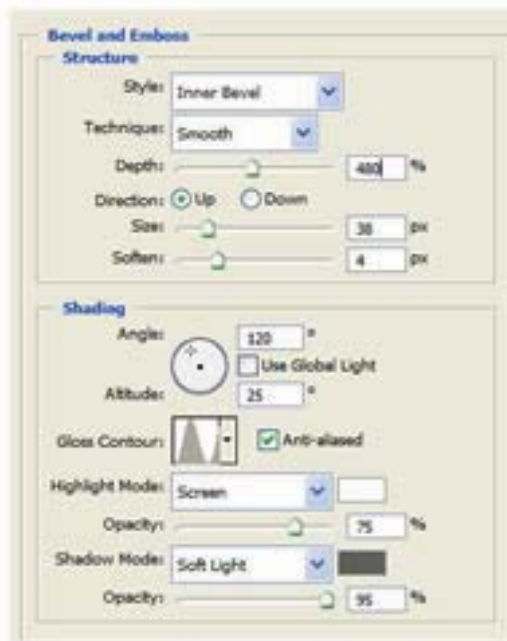 Bevel and Emboss
Structure
Style: Inner Bevel
Technique: Smooth
Depth: 480 %
Direction: Up Down
Size: 38 px
Soften: 4 px
Shading
Angle: 120 °
Use Global Light
Altitude: 25 °
Gloss Contour: Anti-aliased
Highlight Mode: Screen
Opacity: 75 %
Shadow Mode: Soft Light
Opacity: 95 %